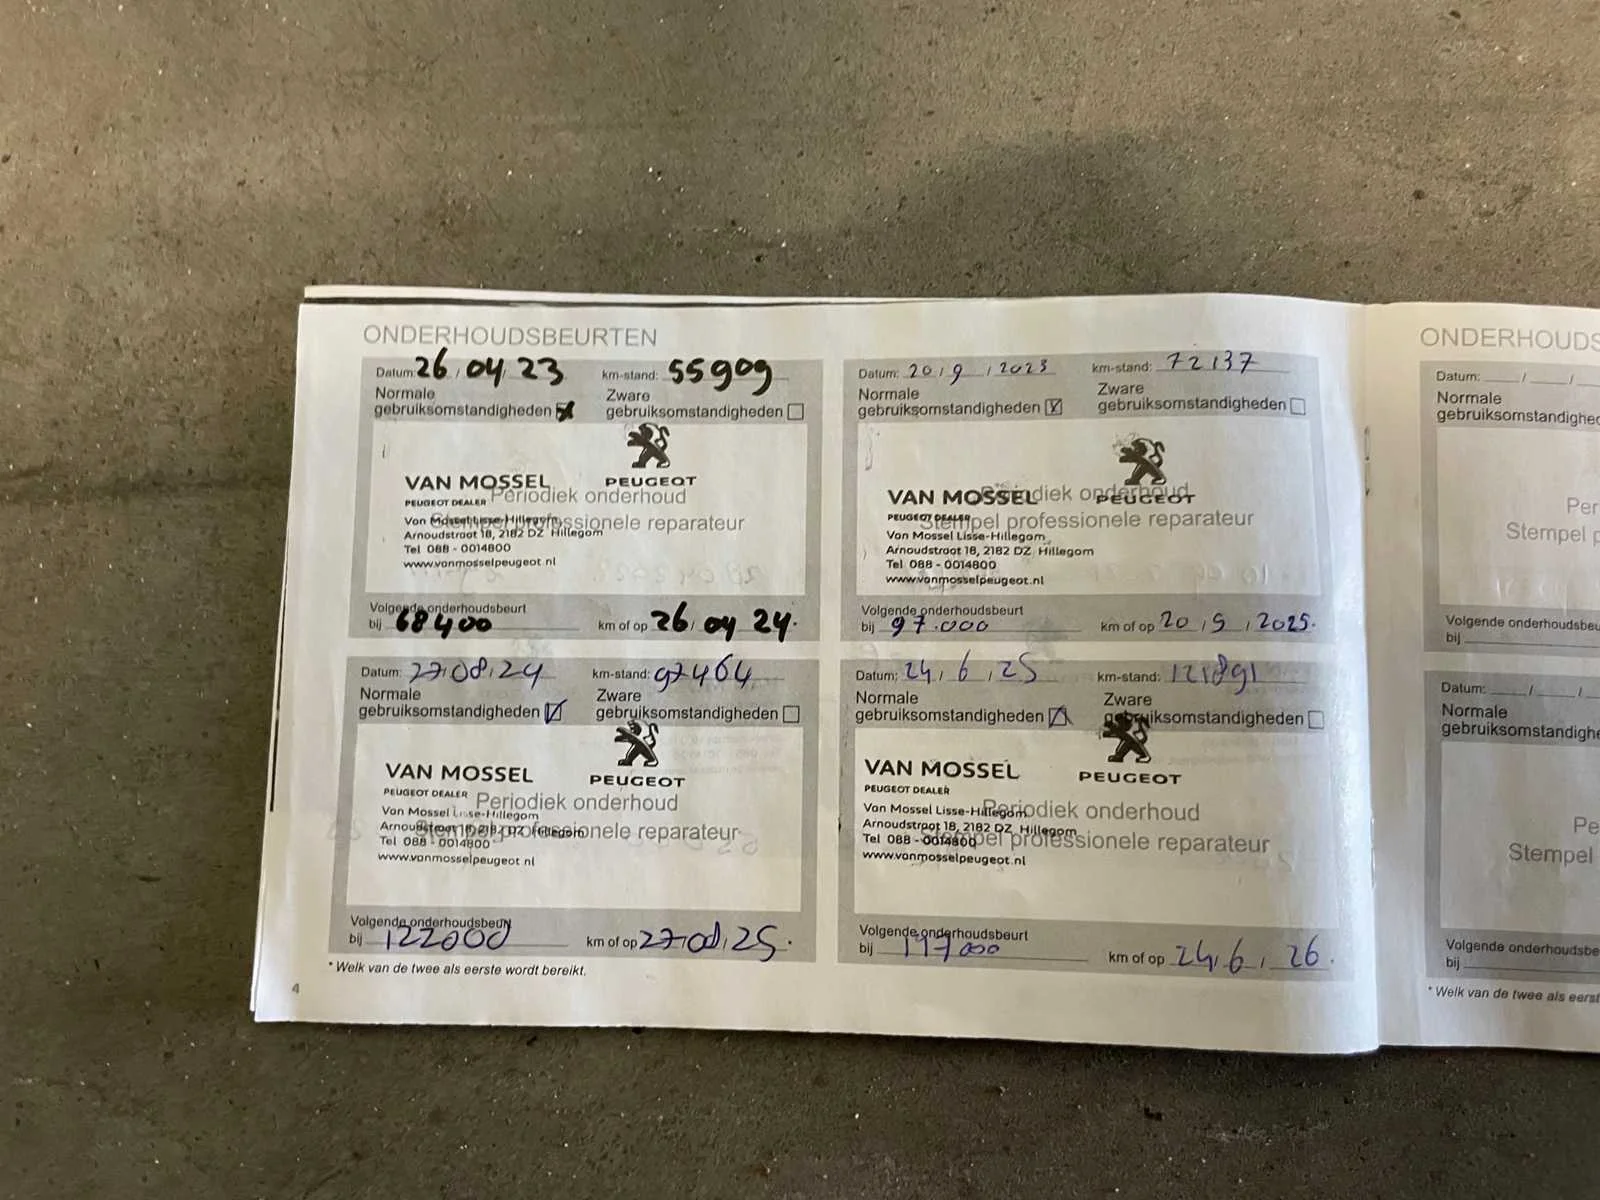 ONDERHOUDSBEURTEN
Datum: 26 / 04 / 23 km-stand: 55909
Normale Zware
gebruiksomstandigheden gebruiksomstandigheden
VAN MOSSEL PEUGEOT
PEUGEOT DEALER Periodiek onderhoud
Van Mossel Lisse-Hillegom
Stempel professionele reparateur
Arnoudstraat 18, 2182 DZ Hillegom
Tel 088 - 0014800
www.vanmosselpeugeot.nl
Volgende onderhoudsbeurt
bij 68400 km of op 26 / 04 24.
Datum: 20 / 9 / 2023 km-stand: 72137
Normale Zware
gebruiksomstandigheden gebruiksomstandigheden
VAN MOSSEL PEUGEOT
Periodiek onderhoud
PEUGEOT DEALER
Stempel professionele reparateur
Van Mossel Lisse-Hillegom
Arnoudstraat 18, 2182 DZ Hillegom
Tel 088 - 0014800
www.vanmosselpeugeot.nl
Volgende onderhoudsbeurt
bij 97.000 km of op 20 / 9 / 2025.
Datum: 27 / 08 / 24 km-stand: 97464
Normale Zware
gebruiksomstandigheden gebruiksomstandigheden
VAN MOSSEL PEUGEOT
PEUGEOT DEALER Periodiek onderhoud
Van Mossel Lisse-Hillegom
Arnoudstraat 18, 2182 DZ Hillegom
Stempel professionele reparateur
Tel 088 - 0014800
www.vanmosselpeugeot.nl
Volgende onderhoudsbeurt
bij 122000 km of op 27 / 08 / 25.
Datum: 24 / 6 / 25 km-stand: 121891
Normale Zware
gebruiksomstandigheden gebruiksomstandigheden
VAN MOSSEL PEUGEOT
PEUGEOT DEALER
Van Mossel Lisse-Hillegom Periodiek onderhoud
Arnoudstraat 18, 2182 DZ Hillegom
Stempel professionele reparateur
Tel 088 - 0014800
www.vanmosselpeugeot.nl
Volgende onderhoudsbeurt
bij 147000 km of op 24 / 6 / 26.
* Welk van de twee als eerste wordt bereikt.
4
Datum: / /
Normale
Stempel
Volgende
bij
Datum: / /
Normale
Stempel
Volgende
bij
* Welk van de twee als